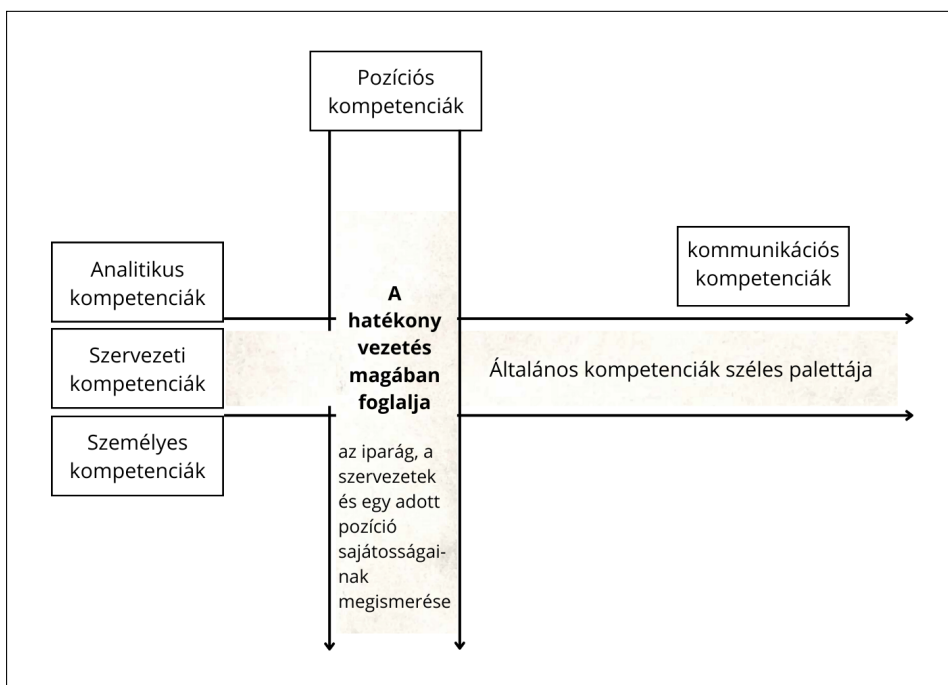 Pozíciós
kompetenciák
kommunikációs
kompetenciák
Analitikus
kompetenciák
Szervezeti
kompetenciák
Személyes
kompetenciák
A
hatékony
vezetés
magában
foglalja
az iparág, a
szervezetek
és egy adott
pozíció
sajátosságai-
nak
megismerése
Általános kompetenciák széles palettája